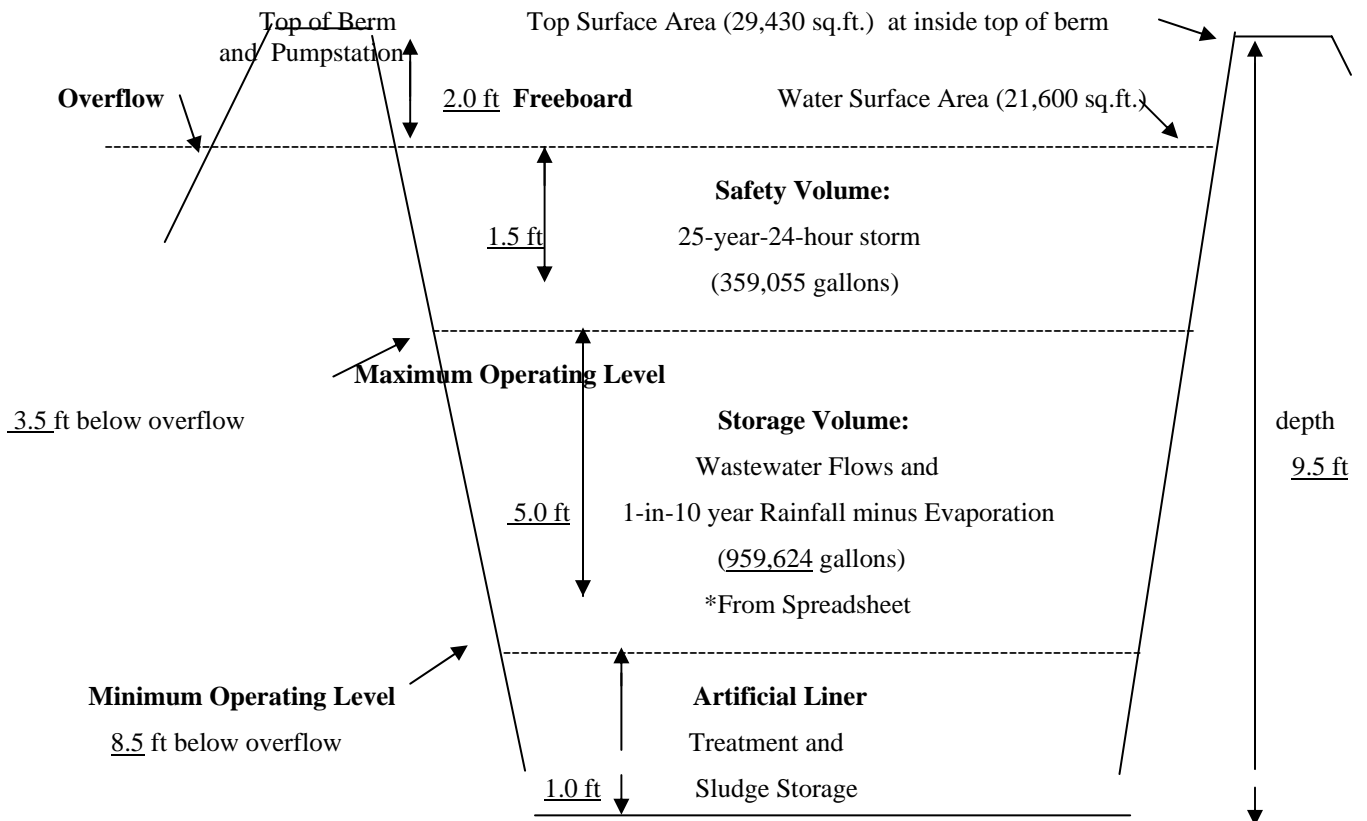 Top of Berm
and Pumpstation
Top Surface Area (29,430 sq.ft.) at inside top of berm
Overflow
2.0 ft Freeboard
Water Surface Area (21,600 sq.ft.)
Safety Volume:
1.5 ft
25-year-24-hour storm
(359,055 gallons)
Maximum Operating Level
3.5 ft below overflow
Storage Volume:
depth
Wastewater Flows and
9.5 ft
5.0 ft
1-in-10 year Rainfall minus Evaporation
(959,624 gallons)
*From Spreadsheet
Minimum Operating Level
Artificial Liner
8.5 ft below overflow
Treatment and
1.0 ft
Sludge Storage